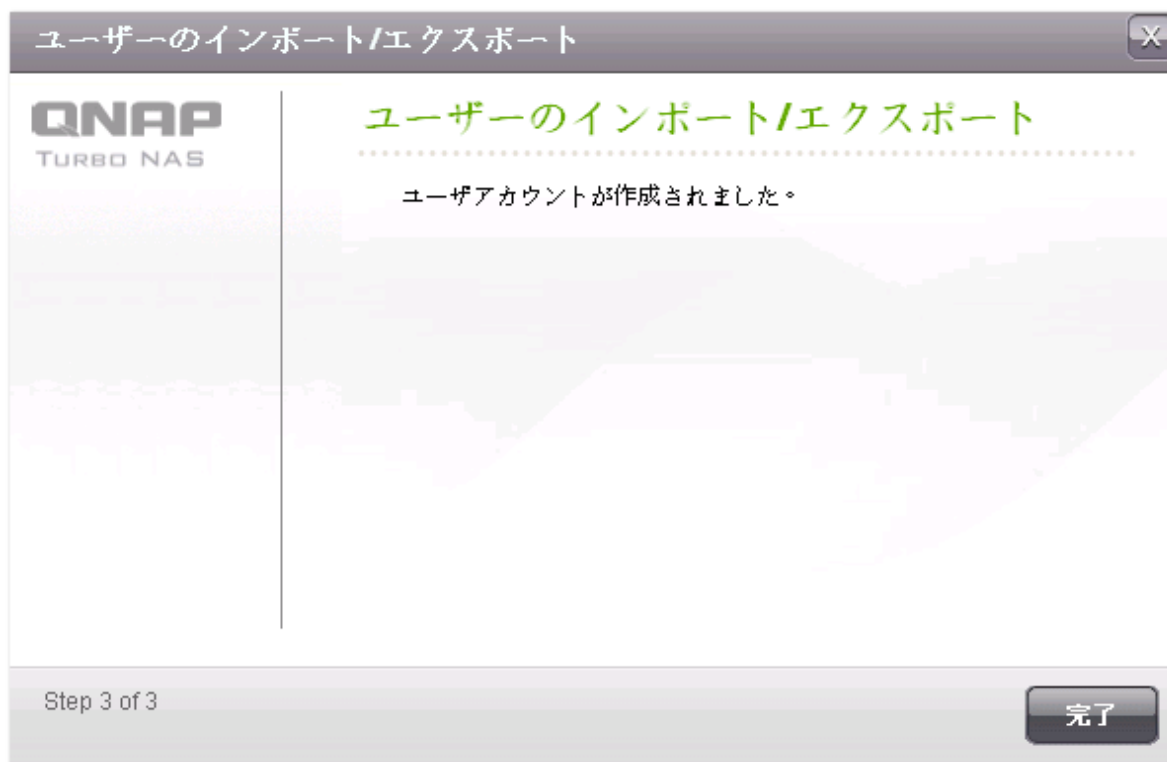 ユーザーのインポート/エクスポート
X
QNAP
TURBO NAS
ユーザーのインポート/エクスポート
ユーザアカウントが作成されました。
Step 3 of 3
完了